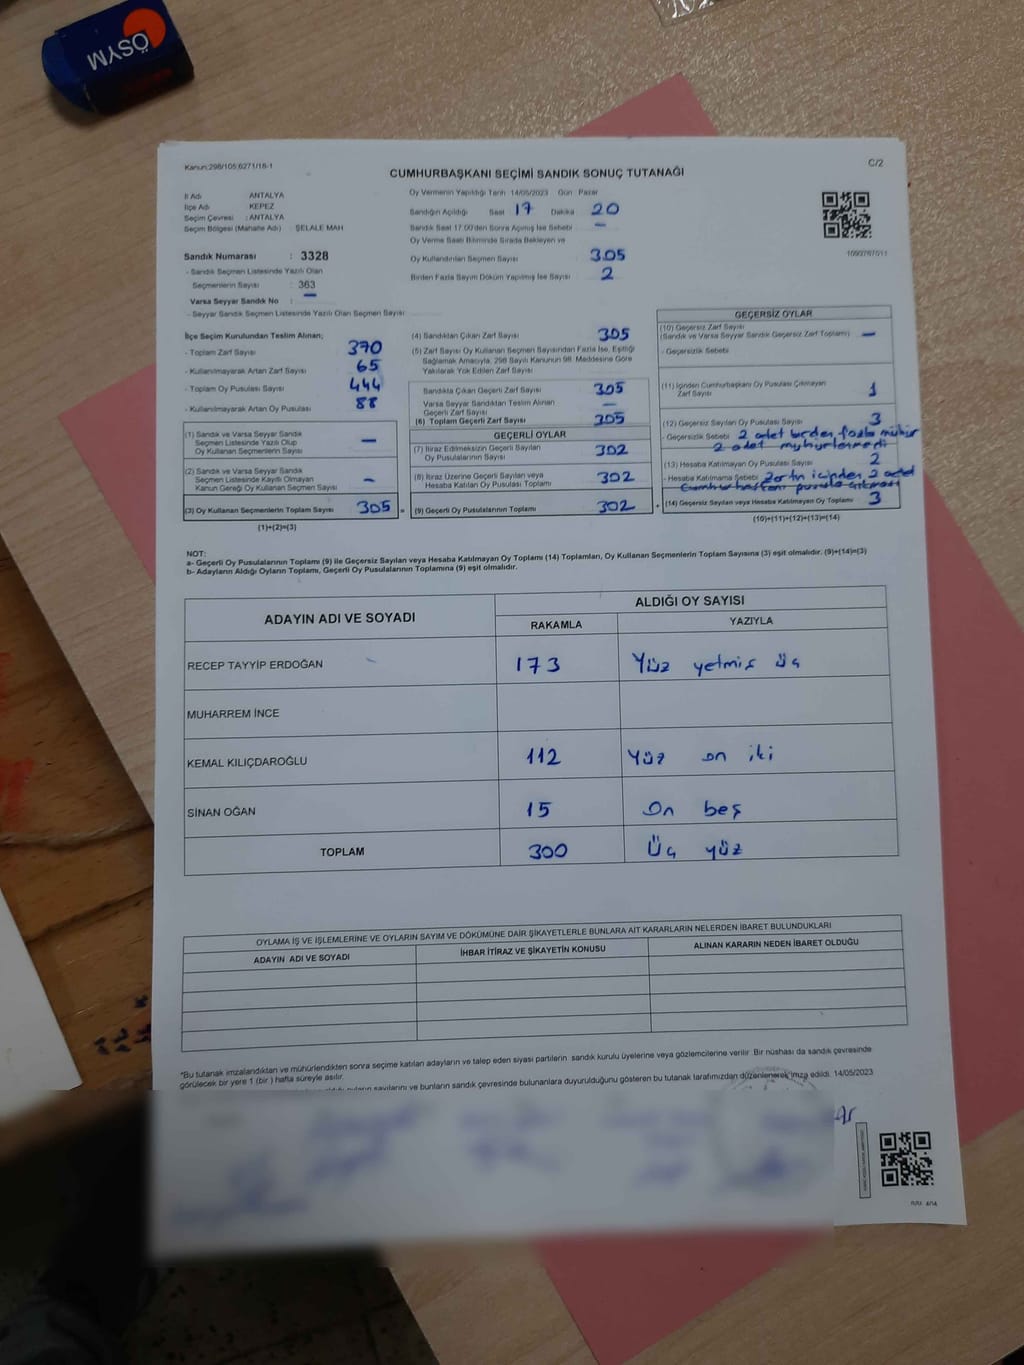 ÖSYM
Kanun:298/105;6271/18-1
C/2
CUMHURBAŞKANI SEÇİMİ SANDIK SONUÇ TUTANAĞI
İl Adı ANTALYA
İlçe Adı KEPEZ
Seçim Çevresi : ANTALYA
Seçim Bölgesi (Mahalle Adı) : ŞELALE MAH
Sandık Numarası : 3328
- Sandık Seçmen Listesinde Yazılı Olan
Seçmenlerin Sayısı : 363
Varsa Seyyar Sandık No : —
- Seyyar Sandık Seçmen Listesinde Yazılı Olan Seçmen Sayısı
Oy Vermenin Yapıldığı Tarih 14/05/2023 Gün Pazar
Sandığın Açıldığı Saat 17 Dakika 20
Sandık Saat 17.00'den Sonra Açılmış İse Sebebi —
Oy Verme Saati Bitiminde Sırada Bekleyen ve
Oy Kullandırılan Seçmen Sayısı 305
Birden Fazla Sayım Döküm Yapılmış İse Sayısı 2
1090767011
İlçe Seçim Kurulundan Teslim Alınan;
- Toplam Zarf Sayısı 370
- Kullanılmayarak Artan Zarf Sayısı 65
- Toplam Oy Pusulası Sayısı 444
- Kullanılmayarak Artan Oy Pusulası 88
(1) Sandık ve Varsa Seyyar Sandık
Seçmen Listesinde Yazılı Olup
Oy Kullanan Seçmenlerin Sayısı —
(2) Sandık ve Varsa Seyyar Sandık
Seçmen Listesinde Kayıtlı Olmayan
Kanun Gereği Oy Kullanan Seçmen Sayısı —
(3) Oy Kullanan Seçmenlerin Toplam Sayısı 305 =
(1)+(2)=(3)
(4) Sandıktan Çıkan Zarf Sayısı 305
(5) Zarf Sayısı Oy Kullanan Seçmen Sayısından Fazla İse, Eşitliği
Sağlamak Amacıyla, 298 Sayılı Kanunun 98. Maddesine Göre
Yakılarak Yok Edilen Zarf Sayısı
Sandıkta Çıkan Geçerli Zarf Sayısı 305
Varsa Seyyar Sandıktan Teslim Alınan
Geçerli Zarf Sayısı —
(6) Toplam Geçerli Zarf Sayısı 305
GEÇERLİ OYLAR
(7) İtiraz Edilmeksizin Geçerli Sayılan
Oy Pusulalarının Sayısı 302
(8) İtiraz Üzerine Geçerli Sayılan veya
Hesaba Katılan Oy Pusulası Toplamı 302
(9) Geçerli Oy Pusulalarının Toplamı 302 +
GEÇERSİZ OYLAR
(10) Geçersiz Zarf Sayısı
(Sandık ve Varsa Seyyar Sandık Geçersiz Zarf Toplamı) —
- Geçersizlik Sebebi
(11) İçinden Cumhurbaşkanı Oy Pusulası Çıkmayan
Zarf Sayısı 1
(12) Geçersiz Oy Pusulası Sayısı 3
- Geçersizlik Sebebi 2 adet birden fazla mühür
2 adet mühürlenmedi
(13) Hesaba Katılmayan Oy Pusulası Sayısı 2
- Hesaba Katılmama Sebebi Zarfın içinden 2 adet
Cumhurbaşkanı pusula çıkması
(14) Geçersiz Sayılan veya Hesaba Katılmayan Oy Toplamı 3
(10)+(11)+(12)+(13)=(14)
NOT:
a- Geçerli Oy Pusulalarının Toplamı (9) ile Geçersiz Sayılan veya Hesaba Katılmayan Oy Toplamı (14) Toplamları, Oy Kullanan Seçmenlerin Toplam Sayısına (3) eşit olmalıdır. (9)+(14)=(3)
b- Adayların Aldığı Oyların Toplamı, Geçerli Oy Pusulalarının Toplamına (9) eşit olmalıdır.
ADAYIN ADI VE SOYADI
ALDIĞI OY SAYISI
RAKAMLA YAZIYLA
RECEP TAYYİP ERDOĞAN 173 Yüz yetmiş üç
MUHARREM İNCE
KEMAL KILIÇDAROĞLU 112 Yüz on iki
SİNAN OĞAN 15 On beş
TOPLAM 300 Üç yüz
OYLAMA İŞ VE İŞLEMLERİNE VE OYLARIN SAYIM VE DÖKÜMÜNE DAİR ŞİKAYETLERLE BUNLARA AİT KARARLARIN NELERDEN İBARET BULUNDUKLARI
ADAYIN ADI VE SOYADI İHBAR İTİRAZ VE ŞİKAYETİN KONUSU ALINAN KARARIN NEDEN İBARET OLDUĞU
*Bu tutanak imzalandıktan ve mühürlendikten sonra seçime katılan adayların ve talep eden siyasi partilerin sandık kurulu üyelerine veya gözlemcilerine verilir. Bir nüshası da sandık çevresinde
görülecek bir yere 1 (bir) hafta süreyle asılır.
sayılarını ve bunların sandık çevresinde bulunanlara duyurulduğunu gösteren bu tutanak tarafımızdan düzenlenerek imza edildi. 14/05/2023